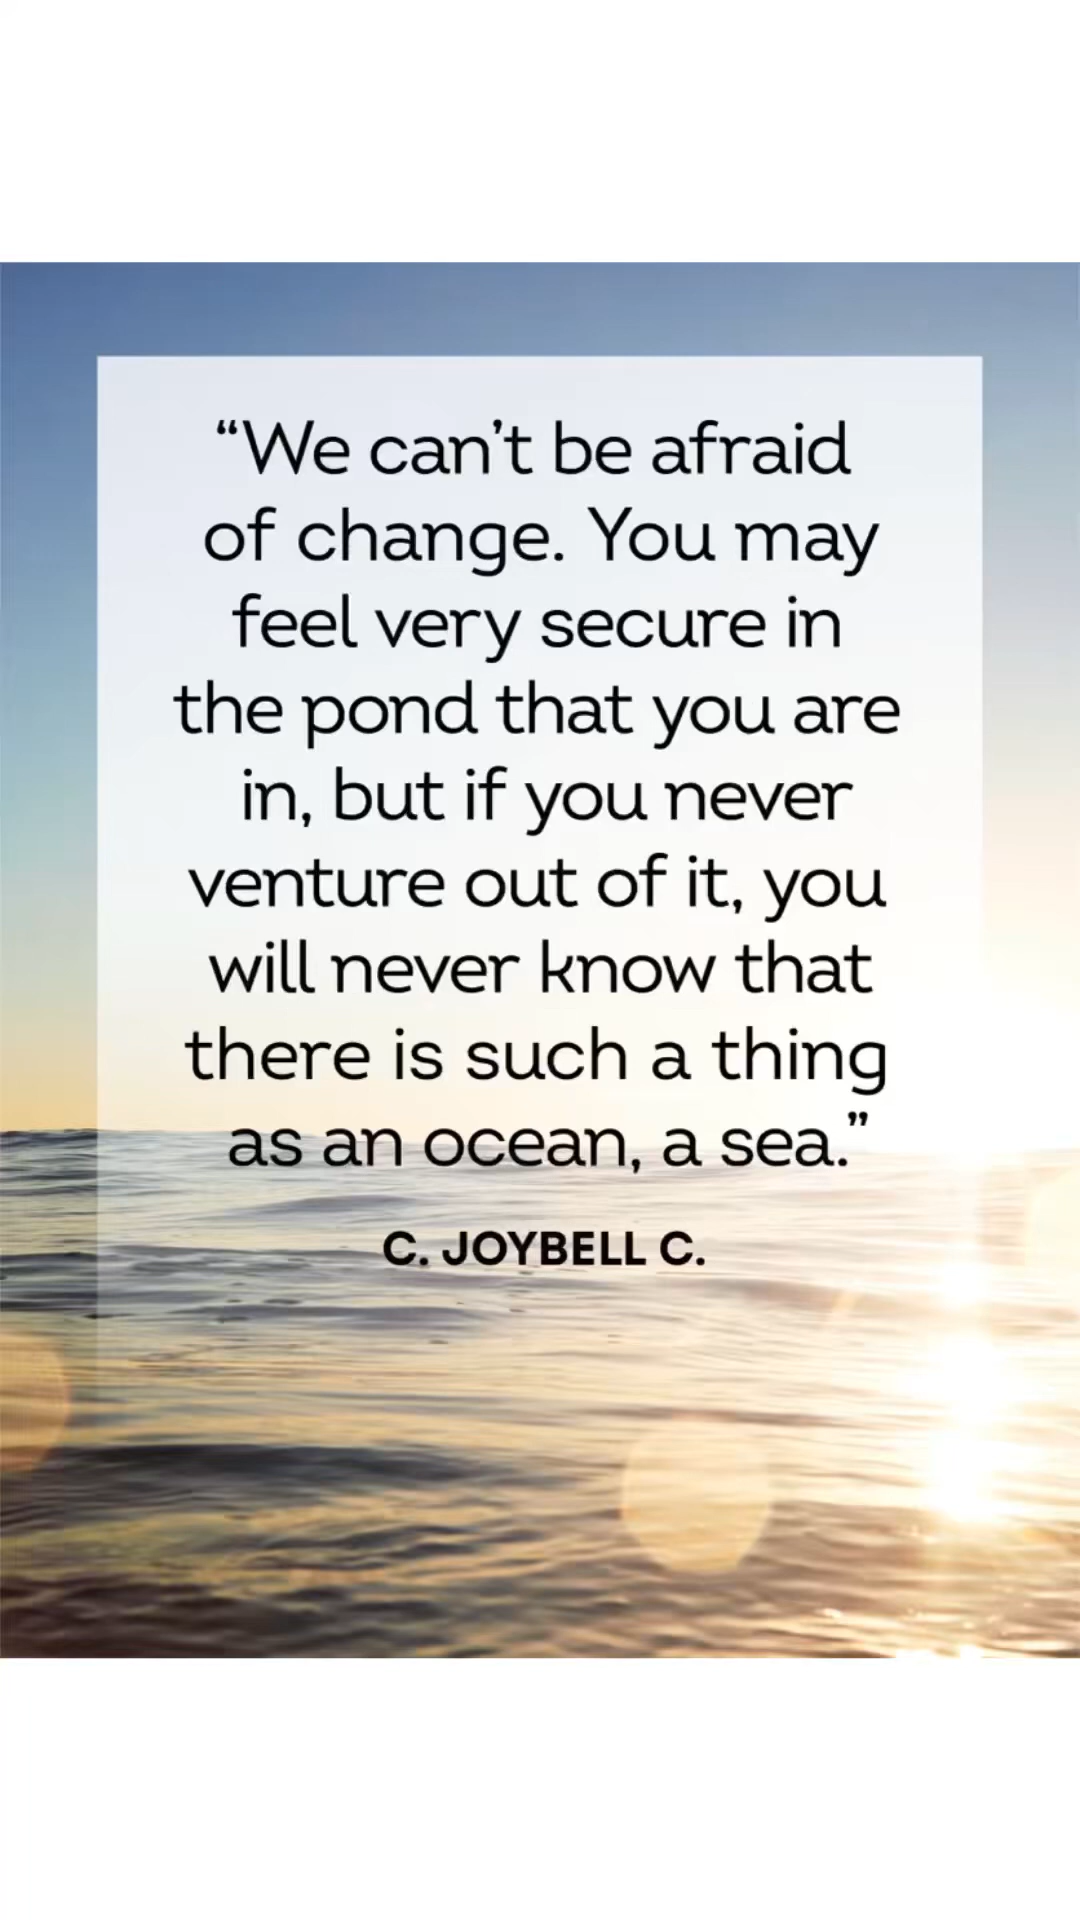 “We can’t be afraid
of change. You may
feel very secure in
the pond that you are
in, but if you never
venture out of it, you
will never know that
there is such a thing
as an ocean, a sea.”
C. JOYBELL C.